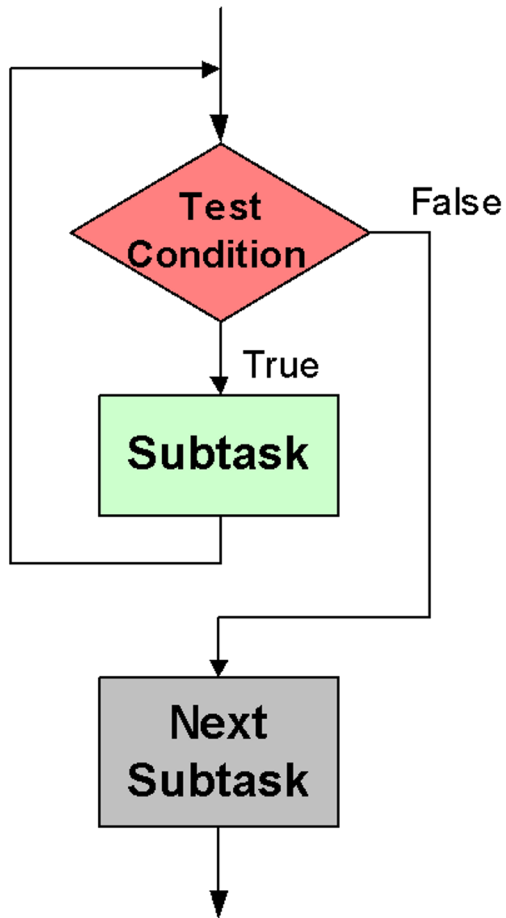 Test
Condition
False
True
Subtask
Next
Subtask